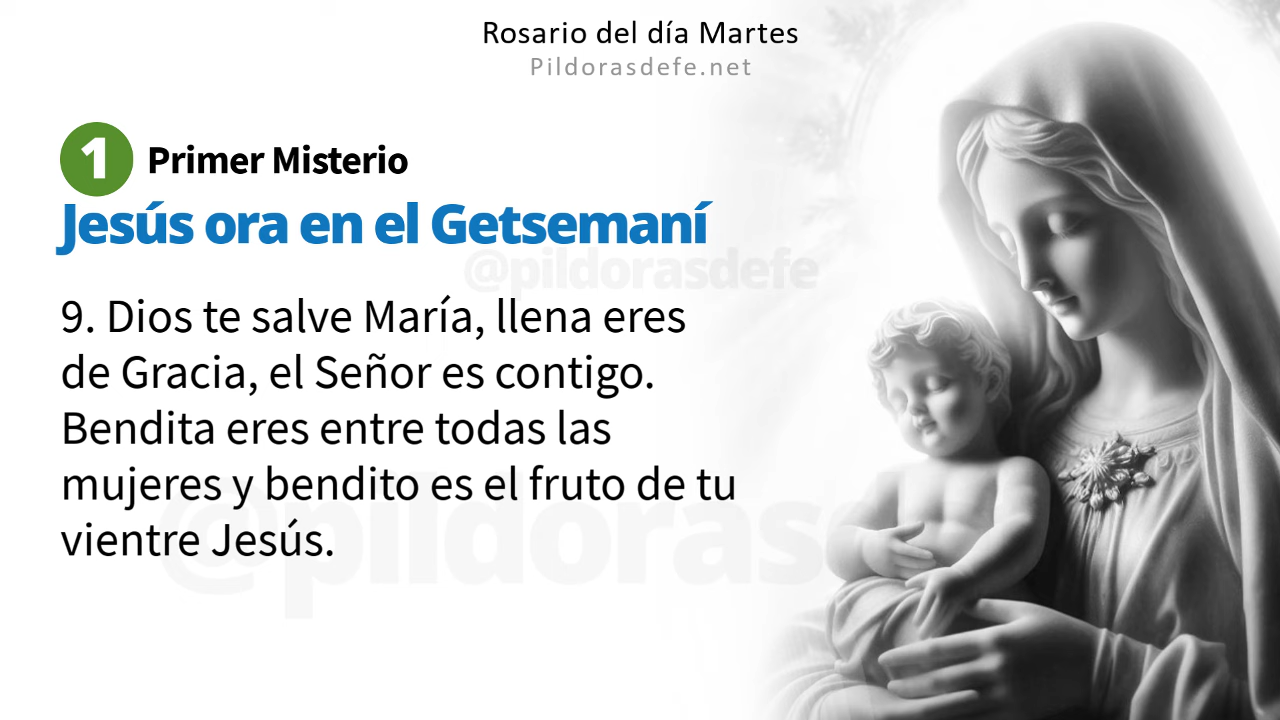 Rosario del día Martes
Pildorasdefe.net
1 Primer Misterio
Jesús ora en el Getsemaní
@pildorasdefe
9. Dios te salve María, llena eres
de Gracia, el Señor es contigo.
Bendita eres entre todas las
mujeres y bendito es el fruto de tu
vientre Jesús.
@pildoras